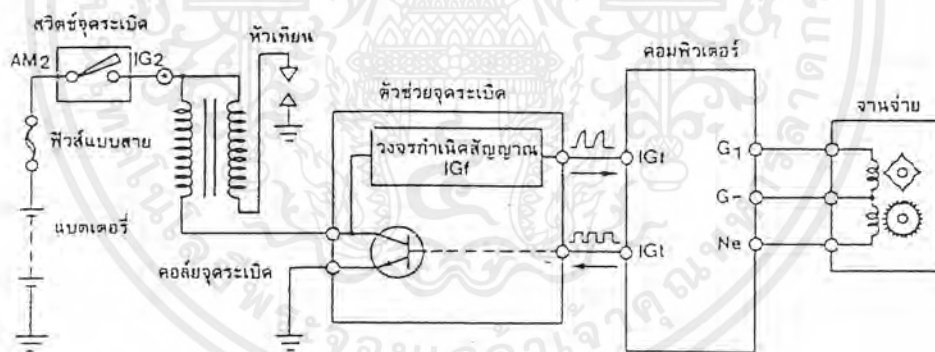 สวิตช์จุดระเบิด
AM2
IG2
หัวเทียน
คอมพิวเตอร์
ตัวช่วยจุดระเบิด
จานจ่าย
ฟิวส์แบบสาย
วงจรกำเนิดสัญญาณ
IGf
IGf
G1
G-
แบตเตอรี่
Ne
IGt
คอล์ยจุดระเบิด